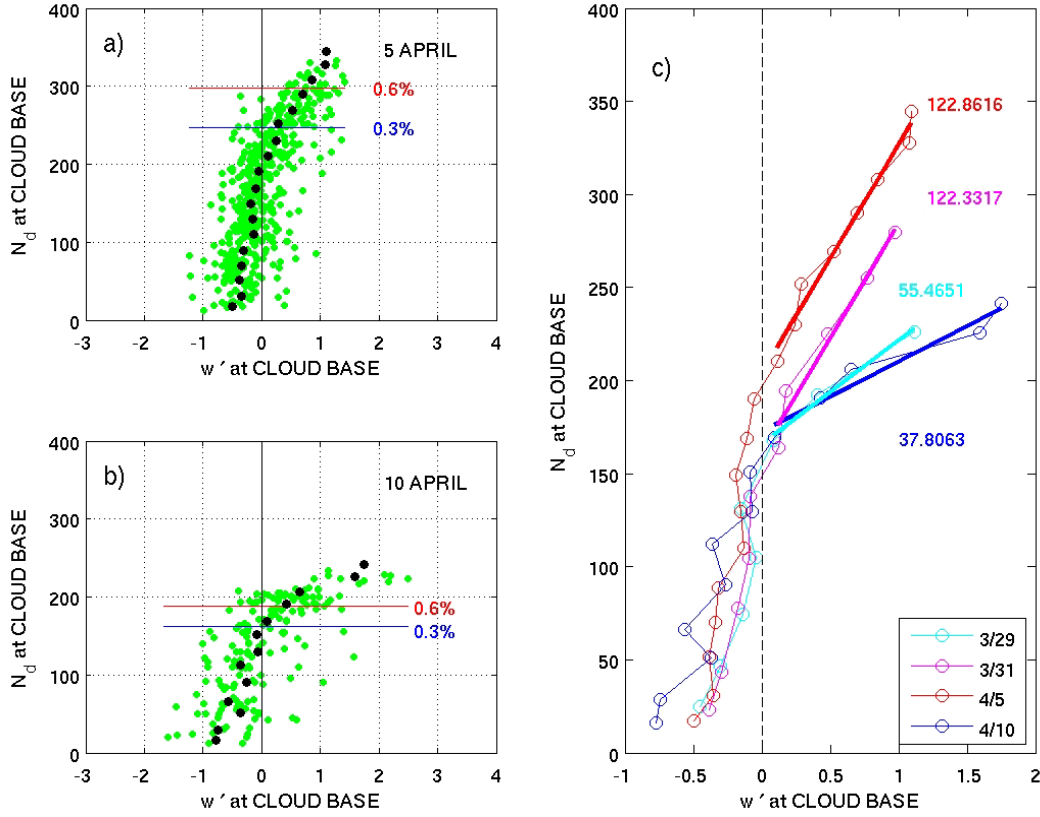 a)
5 APRIL
0.6%
0.3%
400
300
200
100
0
N_d at CLOUD BASE
-3 -2 -1 0 1 2 3 4
w ′ at CLOUD BASE
b)
10 APRIL
0.6%
0.3%
400
300
200
100
0
N_d at CLOUD BASE
-3 -2 -1 0 1 2 3 4
w ′ at CLOUD BASE
c)
122.8616
122.3317
55.4651
37.8063
400
350
300
250
200
150
100
50
0
N_d at CLOUD BASE
3/29
3/31
4/5
4/10
-1 -0.5 0 0.5 1 1.5 2
w ′ at CLOUD BASE